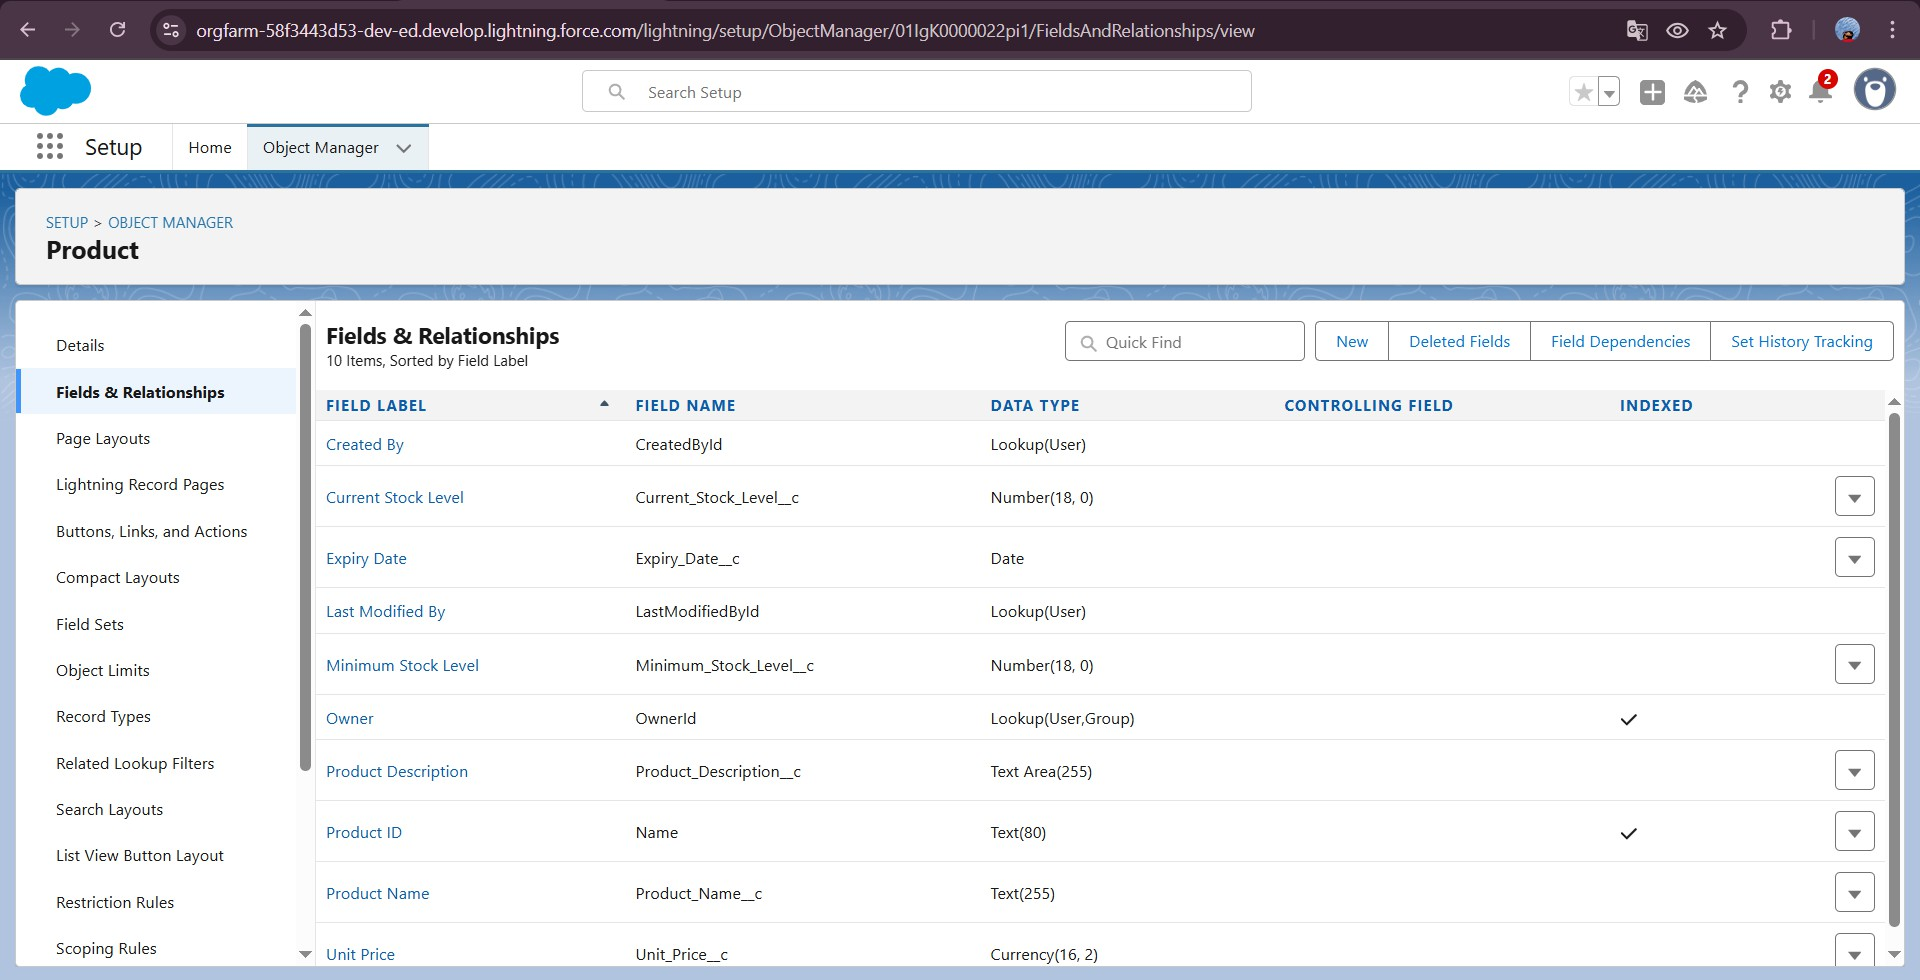 orgfarm-58f3443d53-dev-ed.develop.lightning.force.com/lightning/setup/ObjectManager/01IgK0000022pi1/FieldsAndRelationships/view
Search Setup
2
Setup
Home
Object Manager
SETUP > OBJECT MANAGER
Product
Details
Fields & Relationships
Page Layouts
Lightning Record Pages
Buttons, Links, and Actions
Compact Layouts
Field Sets
Object Limits
Record Types
Related Lookup Filters
Search Layouts
List View Button Layout
Restriction Rules
Scoping Rules
Fields & Relationships
10 Items, Sorted by Field Label
Quick Find
New
Deleted Fields
Field Dependencies
Set History Tracking
FIELD LABEL FIELD NAME DATA TYPE CONTROLLING FIELD INDEXED
Created By CreatedById Lookup(User)
Current Stock Level Current_Stock_Level__c Number(18, 0)
Expiry Date Expiry_Date__c Date
Last Modified By LastModifiedById Lookup(User)
Minimum Stock Level Minimum_Stock_Level__c Number(18, 0)
Owner OwnerId Lookup(User,Group)
Product Description Product_Description__c Text Area(255)
Product ID Name Text(80)
Product Name Product_Name__c Text(255)
Unit Price Unit_Price__c Currency(16, 2)